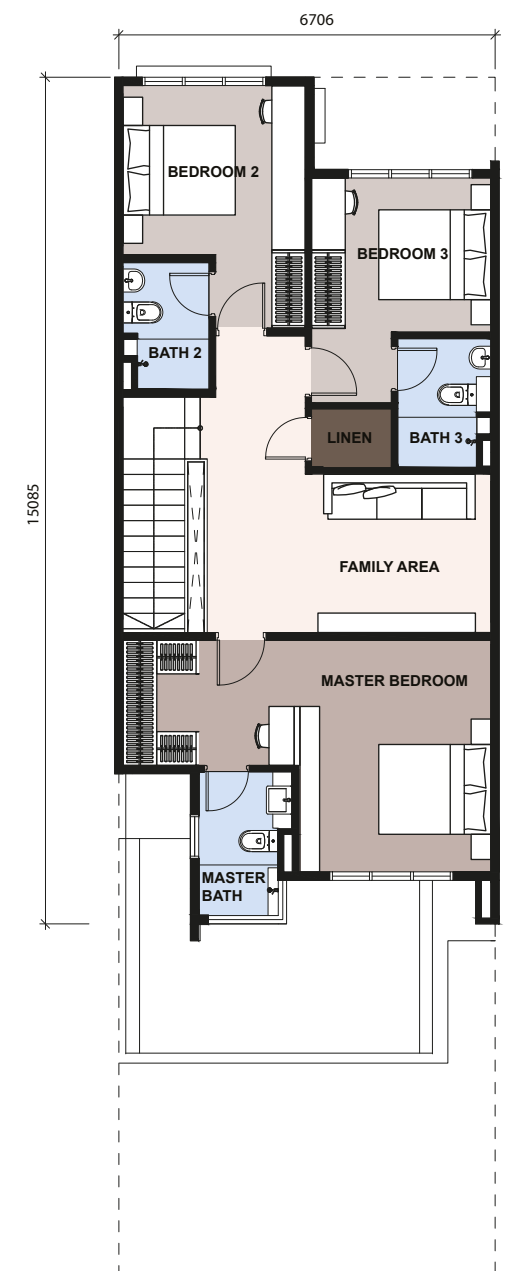 6706
BEDROOM 2
BEDROOM 3
BATH 2
LINEN
BATH 3
15085
FAMILY AREA
MASTER BEDROOM
MASTER
BATH